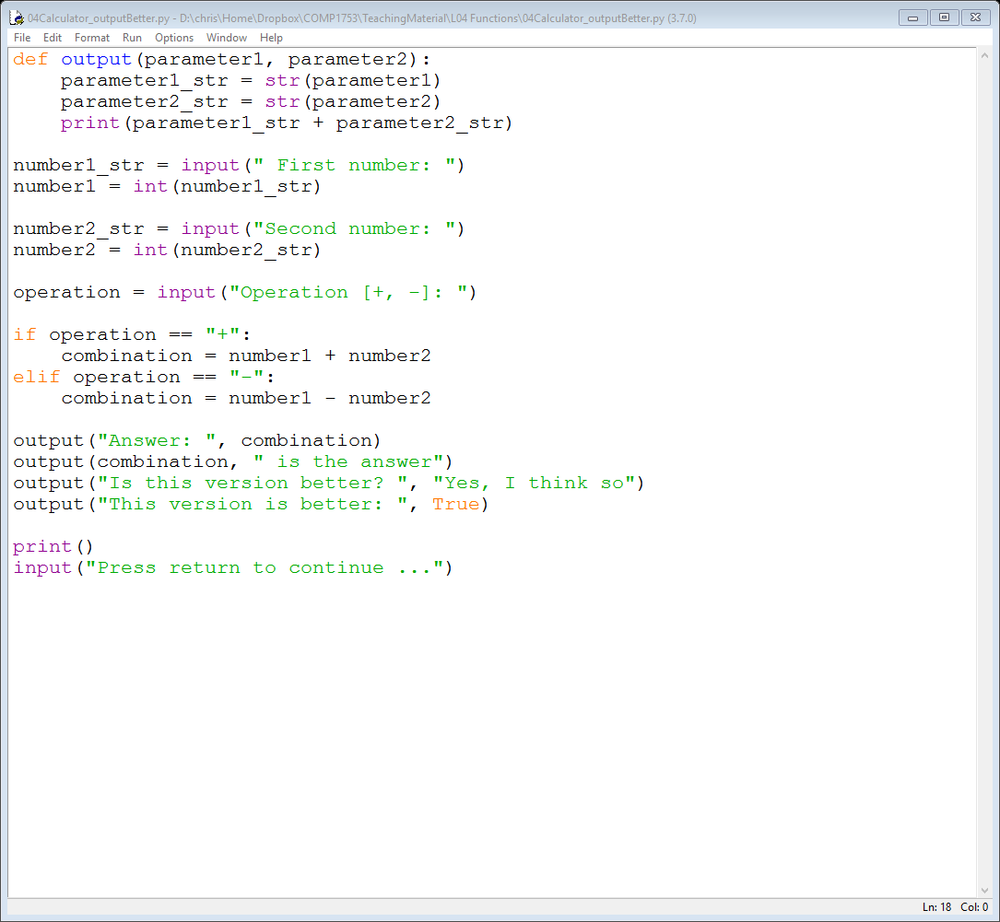 04Calculator_outputBetter.py - D:\chris\Home\Dropbox\COMP1753\TeachingMaterial\L04 Functions\04Calculator_outputBetter.py (3.7.0)
File Edit Format Run Options Window Help
def output(parameter1, parameter2):
    parameter1_str = str(parameter1)
    parameter2_str = str(parameter2)
    print(parameter1_str + parameter2_str)

number1_str = input(" First number: ")
number1 = int(number1_str)

number2_str = input("Second number: ")
number2 = int(number2_str)

operation = input("Operation [+, -]: ")

if operation == "+":
    combination = number1 + number2
elif operation == "-":
    combination = number1 - number2

output("Answer: ", combination)
output(combination, " is the answer")
output("Is this version better? ", "Yes, I think so")
output("This version is better: ", True)

print()
input("Press return to continue ...")
Ln: 18 Col: 0